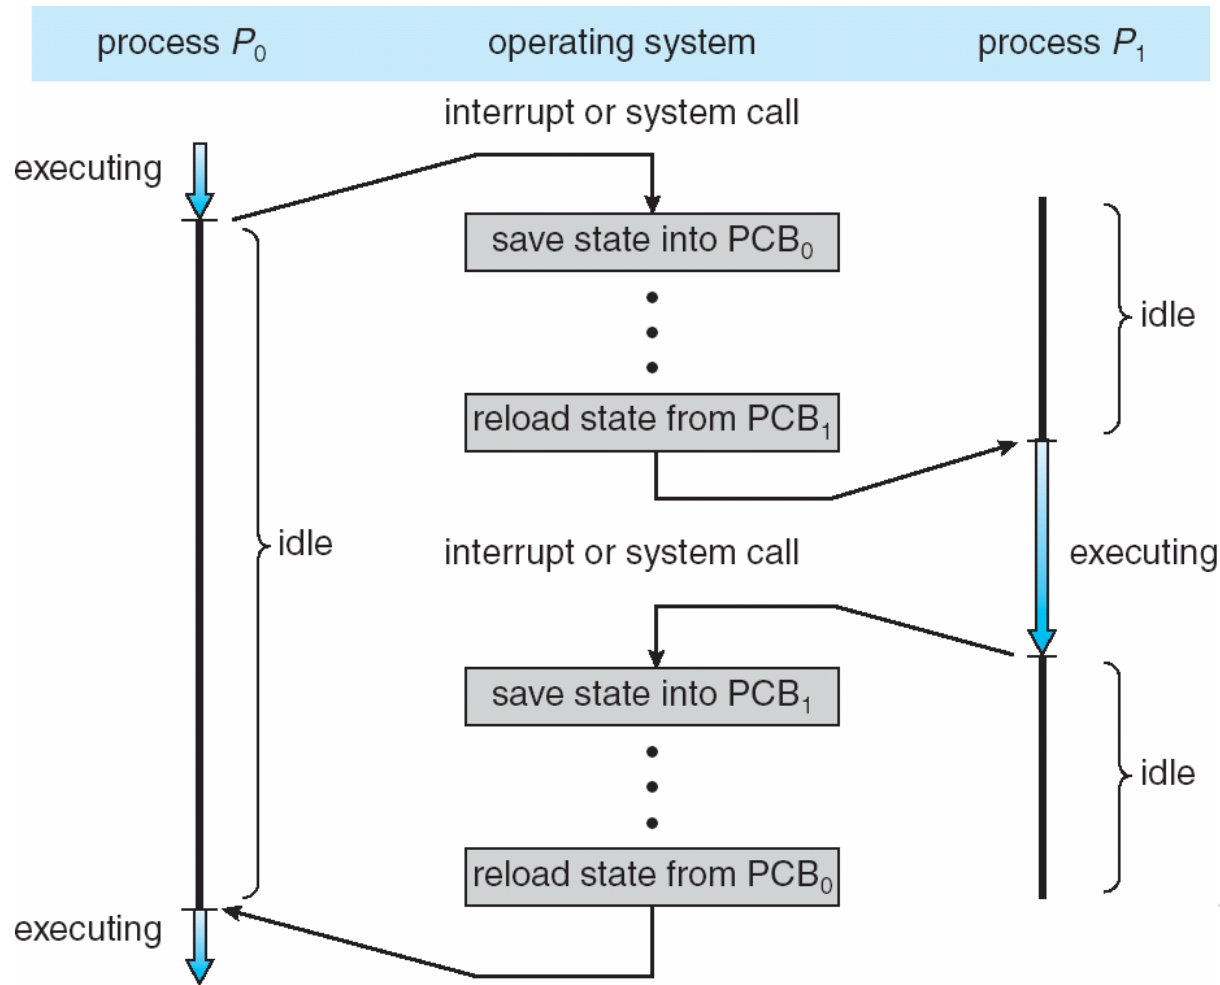 process P₀ operating system process P₁
interrupt or system call
executing
save state into PCB₀
idle
reload state from PCB₁
idle
interrupt or system call
executing
save state into PCB₁
idle
reload state from PCB₀
executing